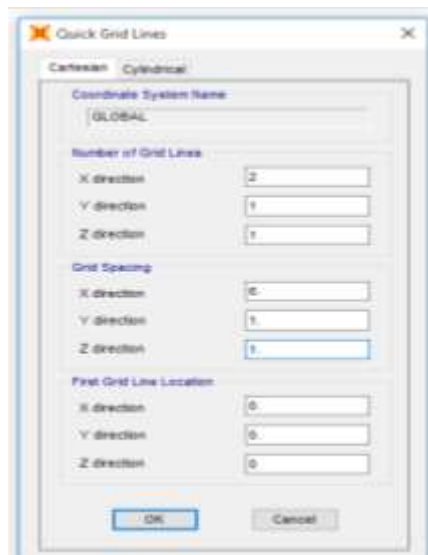 Quick Grid Lines
Cartesian Cylindrical
Coordinate System Name
GLOBAL
Number of Grid Lines
X direction 2
Y direction 1
Z direction 1
Grid Spacing
X direction 6.
Y direction 1.
Z direction 1.
First Grid Line Location
X direction 0.
Y direction 0.
Z direction 0
OK Cancel